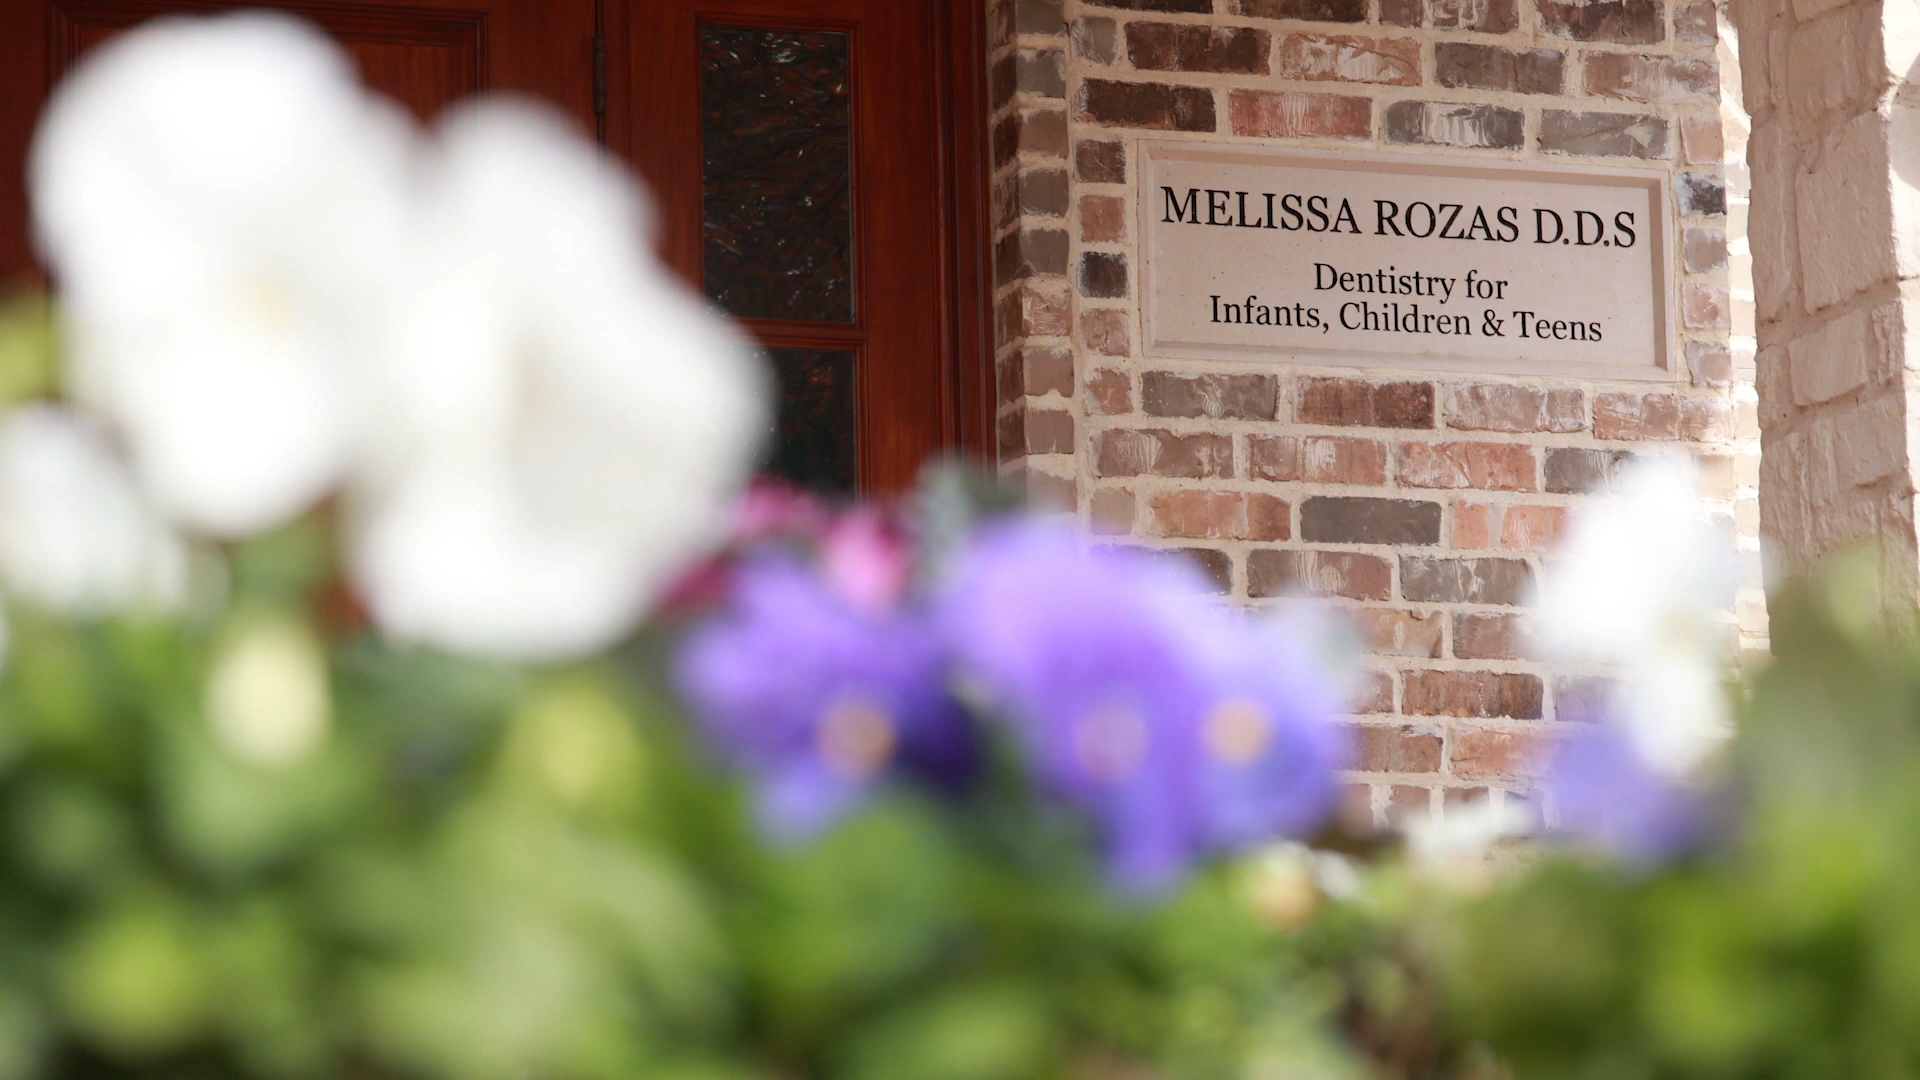 MELISSA ROZAS D.D.S
Dentistry for
Infants, Children & Teens